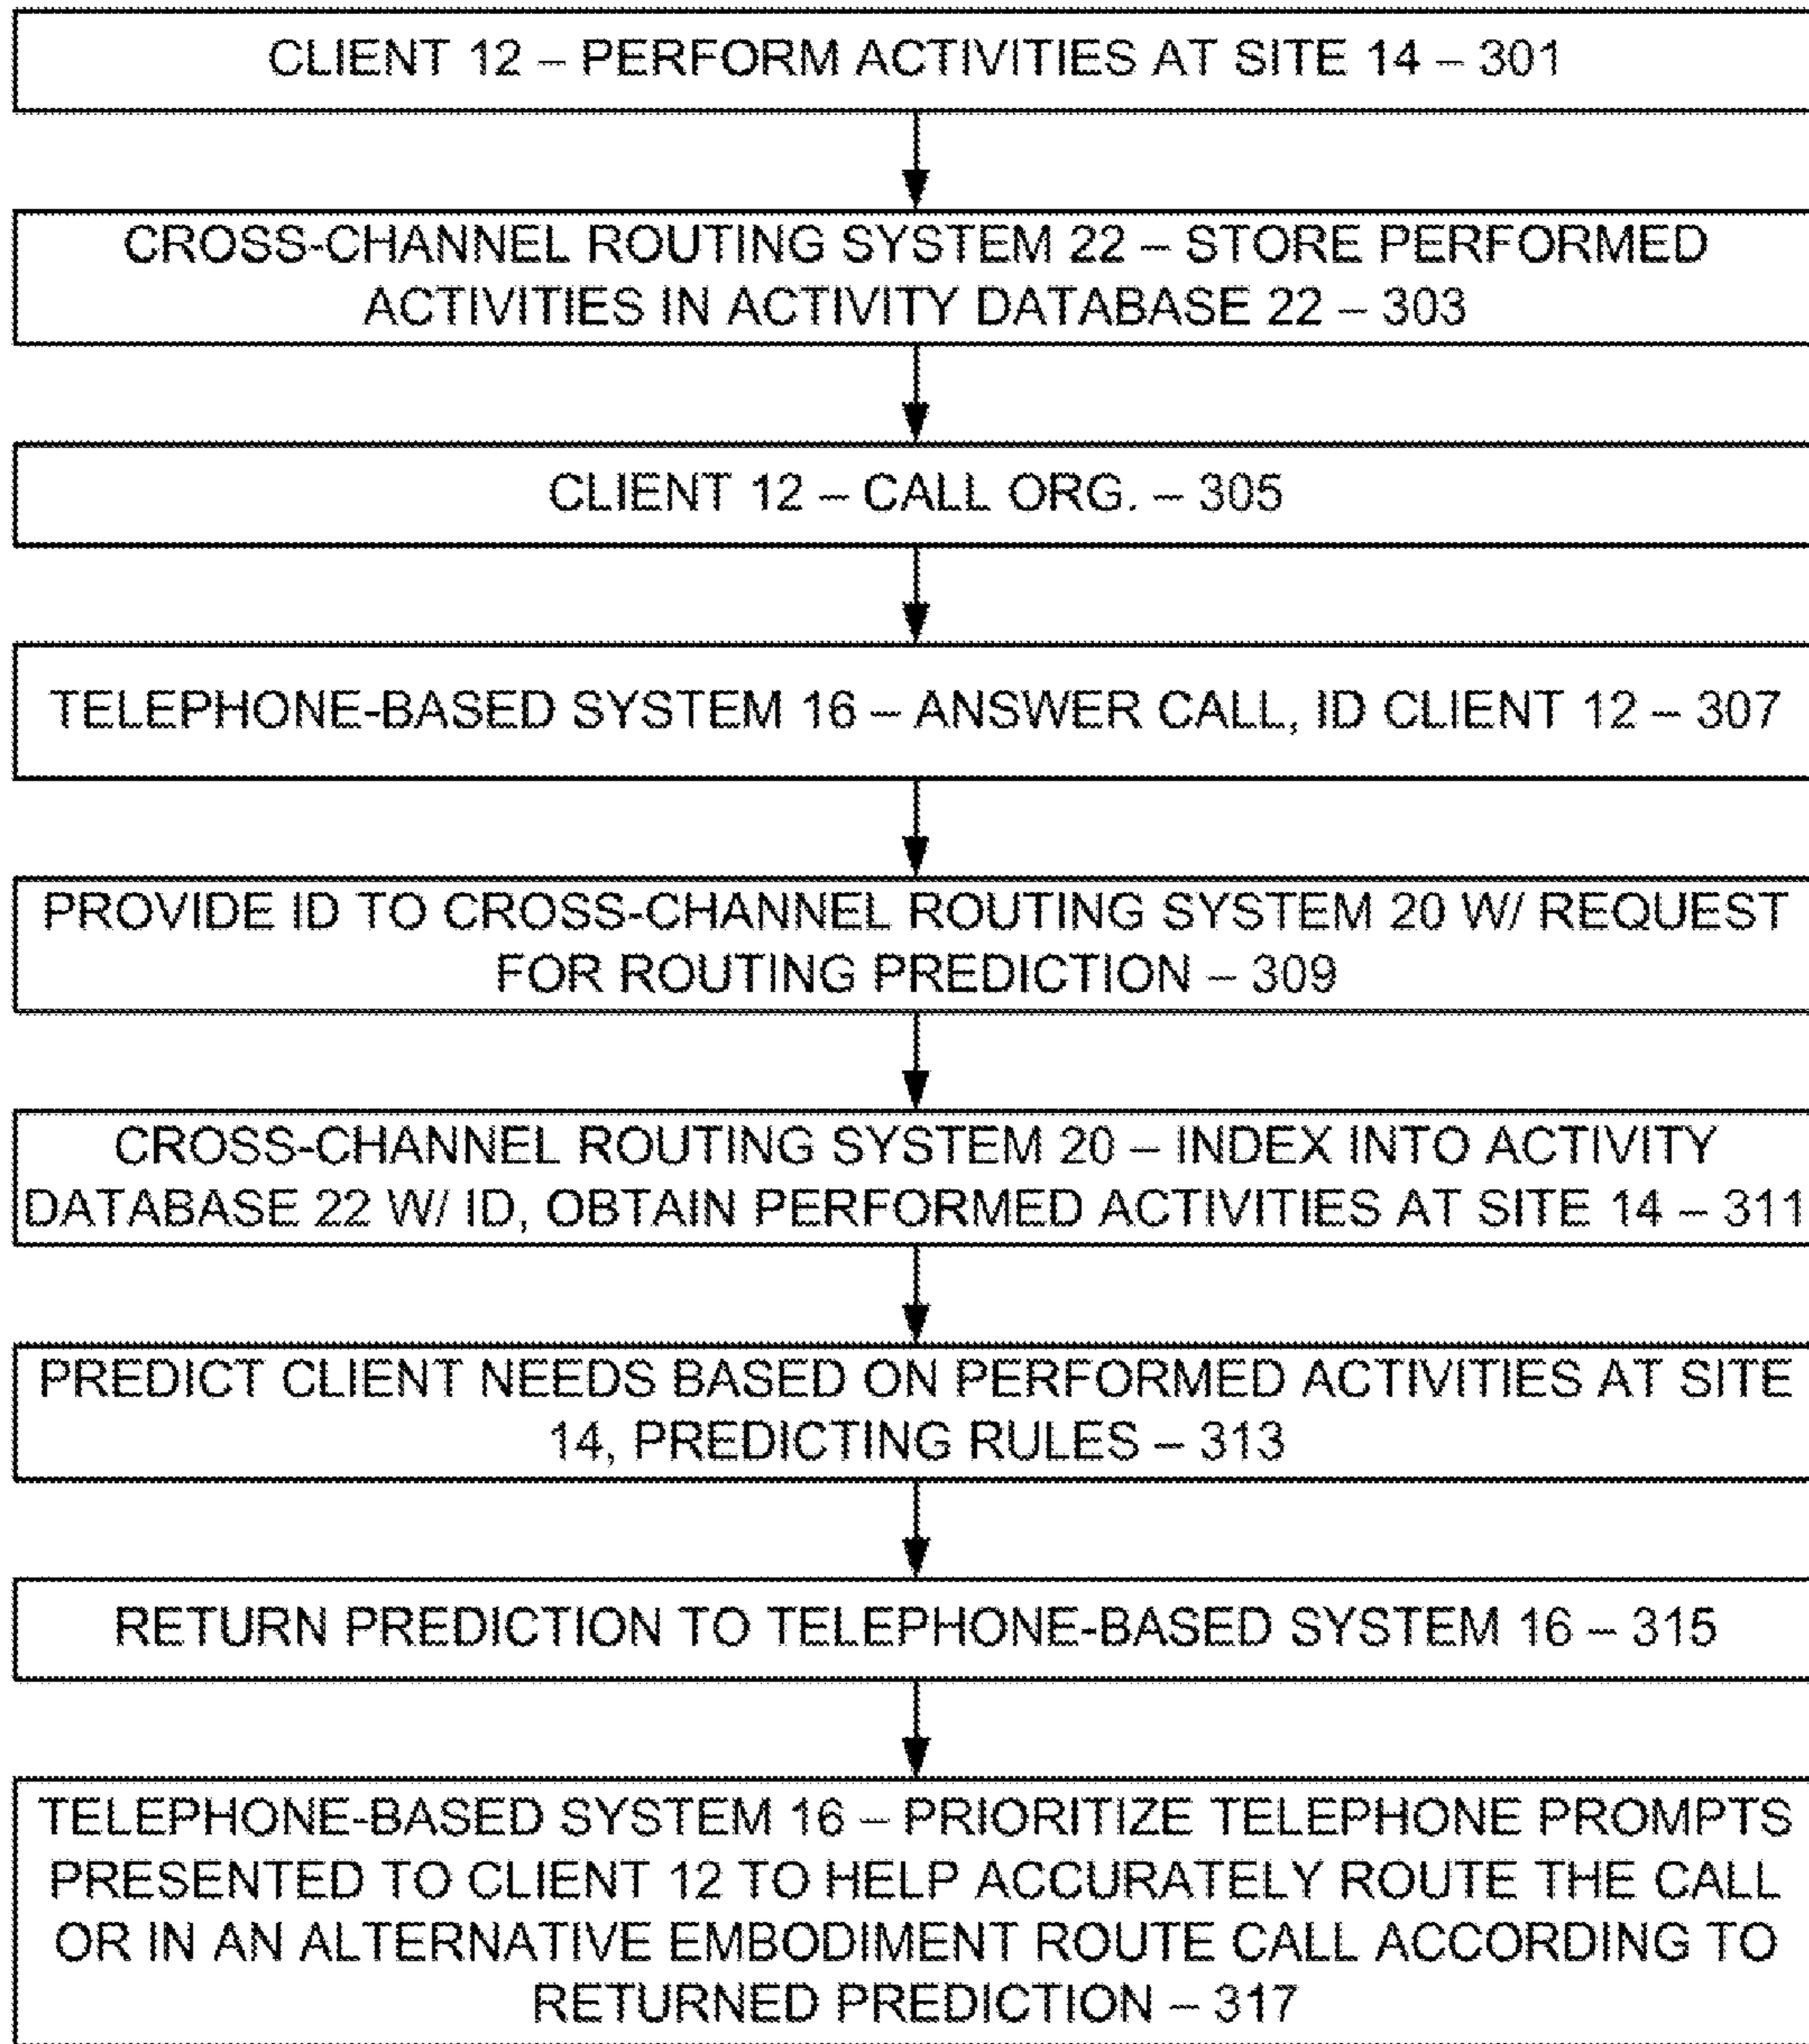 CLIENT 12 – PERFORM ACTIVITIES AT SITE 14 – 301
CROSS-CHANNEL ROUTING SYSTEM 22 – STORE PERFORMED
ACTIVITIES IN ACTIVITY DATABASE 22 – 303
CLIENT 12 – CALL ORG. – 305
TELEPHONE-BASED SYSTEM 16 – ANSWER CALL, ID CLIENT 12 – 307
PROVIDE ID TO CROSS-CHANNEL ROUTING SYSTEM 20 W/ REQUEST
FOR ROUTING PREDICTION – 309
CROSS-CHANNEL ROUTING SYSTEM 20 – INDEX INTO ACTIVITY
DATABASE 22 W/ ID, OBTAIN PERFORMED ACTIVITIES AT SITE 14 – 311
PREDICT CLIENT NEEDS BASED ON PERFORMED ACTIVITIES AT SITE
14, PREDICTING RULES – 313
RETURN PREDICTION TO TELEPHONE-BASED SYSTEM 16 – 315
TELEPHONE-BASED SYSTEM 16 – PRIORITIZE TELEPHONE PROMPTS
PRESENTED TO CLIENT 12 TO HELP ACCURATELY ROUTE THE CALL
OR IN AN ALTERNATIVE EMBODIMENT ROUTE CALL ACCORDING TO
RETURNED PREDICTION – 317